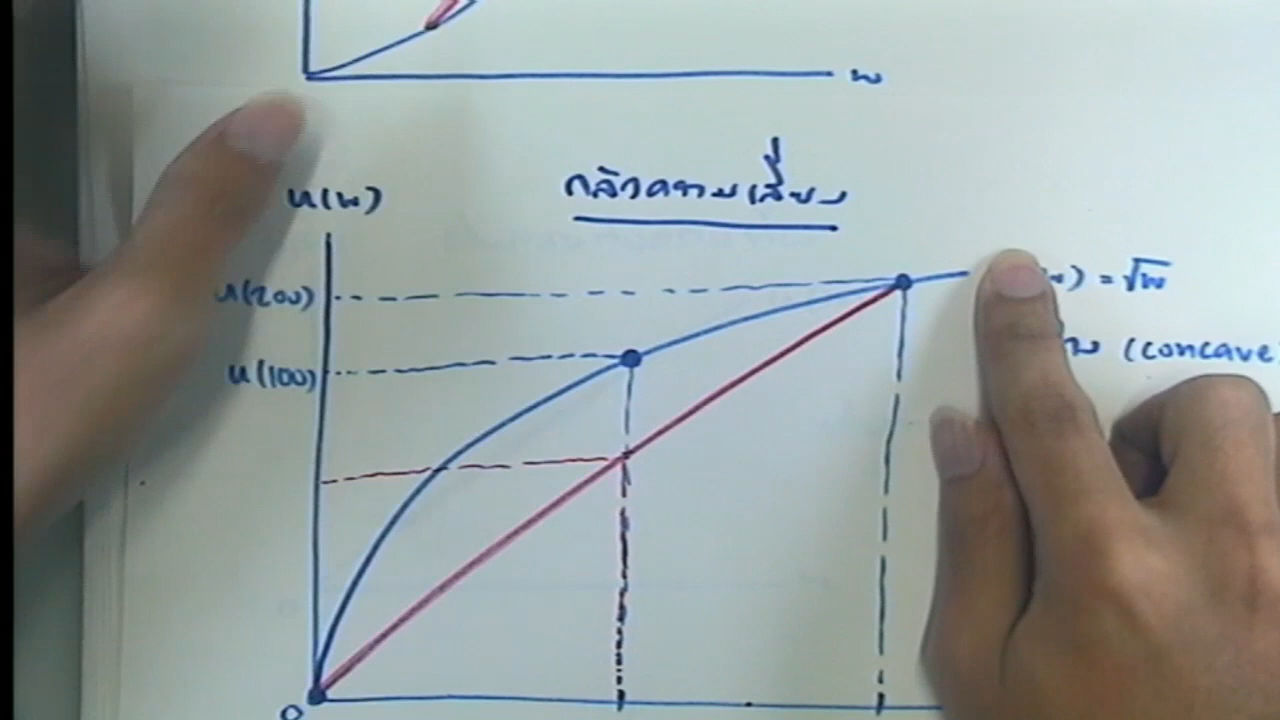 w
กลัวความเสี่ยง
u(w)
u(200)
w) = √w
u(100)
(concave
0